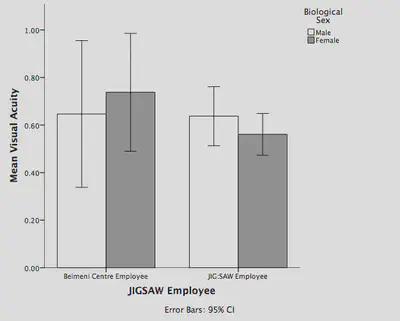 Biological
Sex
Male
Female
Mean Visual Acuity
1.00
0.80
0.60
0.40
0.20
0.00
Beimeni Centre Employee
JIG:SAW Employee
JIGSAW Employee
Error Bars: 95% CI